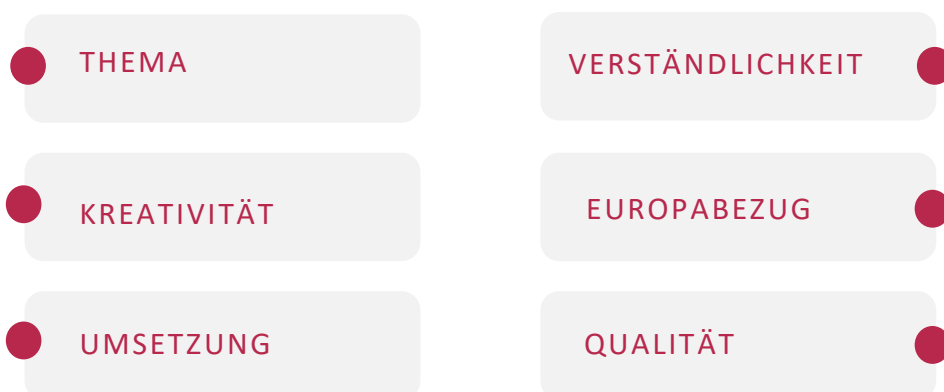 THEMA
VERSTÄNDLICHKEIT
KREATIVITÄT
EUROPABEZUG
UMSETZUNG
QUALITÄT